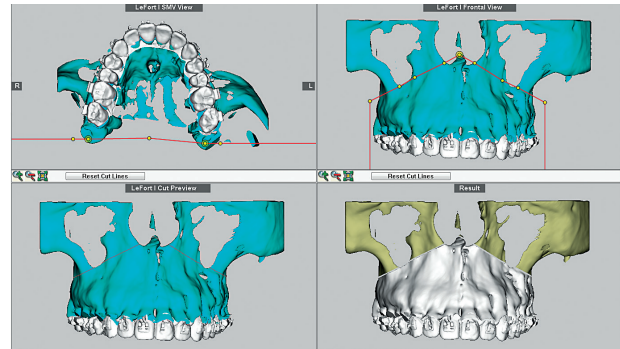 LeFort I SMV View
R
L
LeFort I Frontal View
Reset Cut Lines
Reset Cut Lines
LeFort I Cut Preview
Result